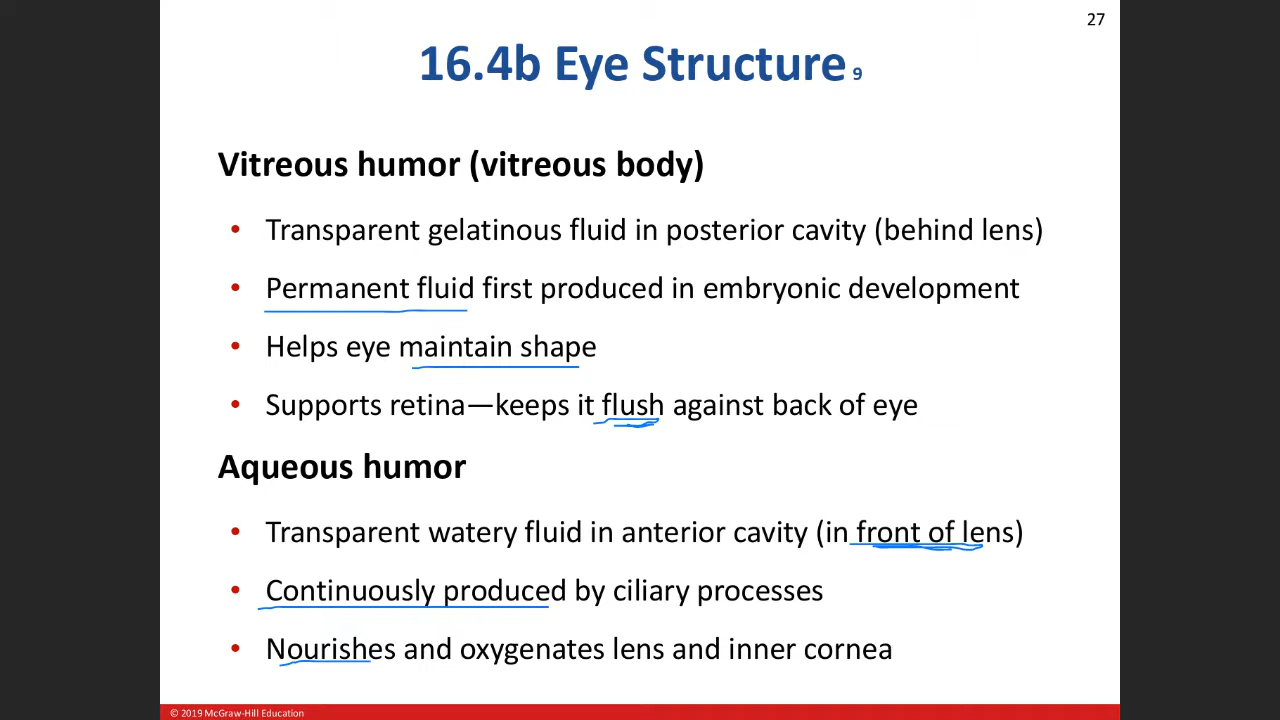 27
16.4b Eye Structure 9
Vitreous humor (vitreous body)
• Transparent gelatinous fluid in posterior cavity (behind lens)
• Permanent fluid first produced in embryonic development
• Helps eye maintain shape
• Supports retina—keeps it flush against back of eye
Aqueous humor
• Transparent watery fluid in anterior cavity (in front of lens)
• Continuously produced by ciliary processes
• Nourishes and oxygenates lens and inner cornea
© 2019 McGraw-Hill Education